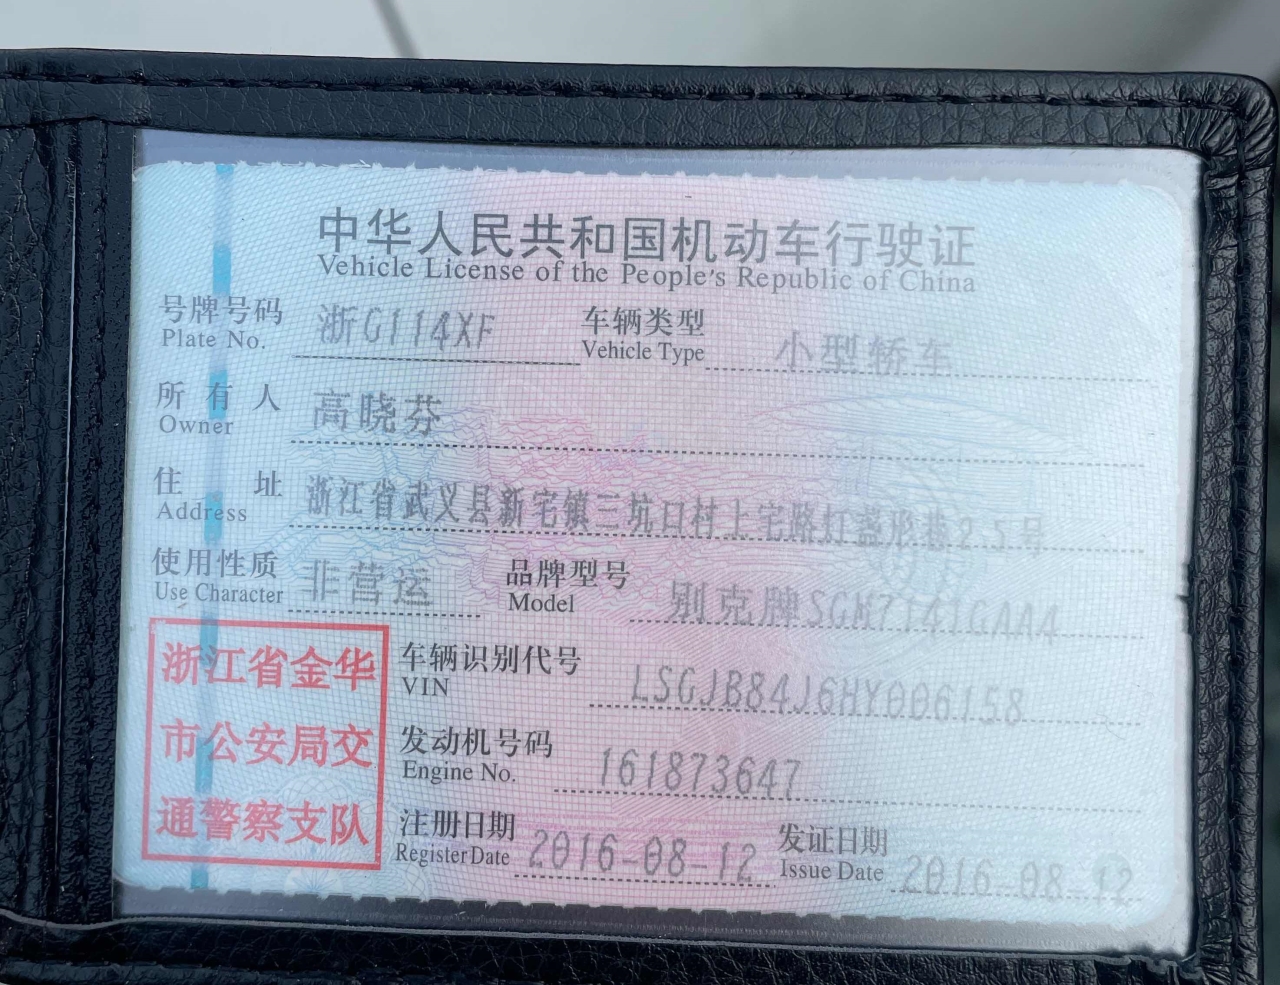 中华人民共和国机动车行驶证
Vehicle License of the People's Republic of China
号牌号码 浙G114XF 车辆类型 小型轿车
Plate No. Vehicle Type
所有人 高晓芬
Owner
住址 浙江省武义县新宅镇三坑口村上宅路灯盏形巷25号
Address
使用性质 非营运 品牌型号 别克牌SGM7141GAA4
Use Character Model
浙江省金华
市公安局交
通警察支队
车辆识别代号 LSGJB84J6HY006158
VIN
发动机号码 161873647
Engine No.
注册日期 2016-08-12 发证日期 2016-08-12
Register Date Issue Date